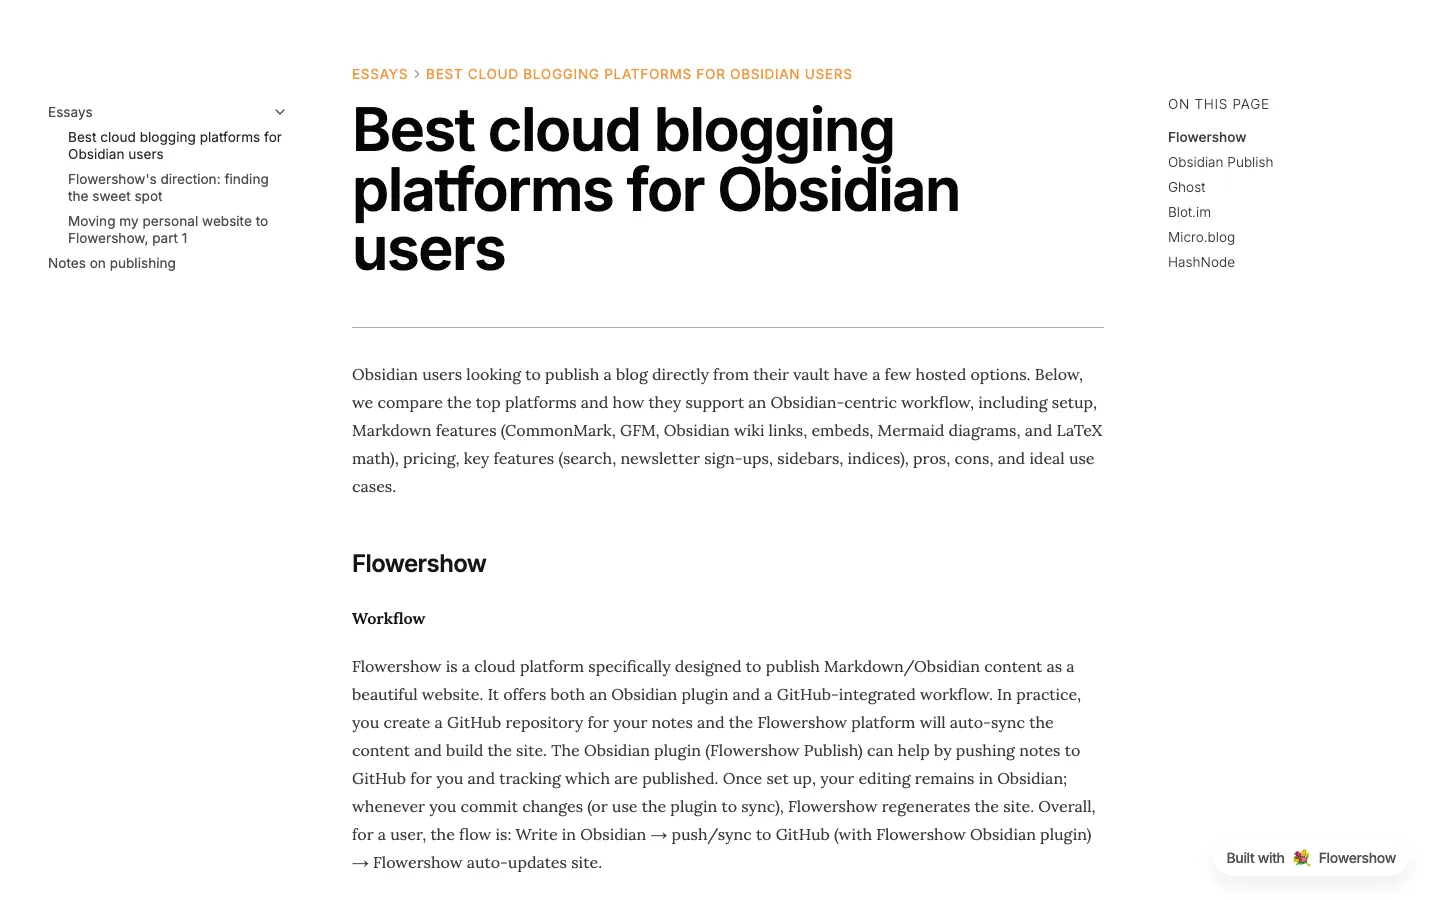 ESSAYS > BEST CLOUD BLOGGING PLATFORMS FOR OBSIDIAN USERS
Essays
Best cloud blogging platforms for
Obsidian users
Flowershow's direction: finding
the sweet spot
Moving my personal website to
Flowershow, part 1
Notes on publishing
Best cloud blogging
platforms for Obsidian
users
Obsidian users looking to publish a blog directly from their vault have a few hosted options. Below,
we compare the top platforms and how they support an Obsidian-centric workflow, including setup,
Markdown features (CommonMark, GFM, Obsidian wiki links, embeds, Mermaid diagrams, and LaTeX
math), pricing, key features (search, newsletter sign-ups, sidebars, indices), pros, cons, and ideal use
cases.
Flowershow
Workflow
Flowershow is a cloud platform specifically designed to publish Markdown/Obsidian content as a
beautiful website. It offers both an Obsidian plugin and a GitHub-integrated workflow. In practice,
you create a GitHub repository for your notes and the Flowershow platform will auto-sync the
content and build the site. The Obsidian plugin (Flowershow Publish) can help by pushing notes to
GitHub for you and tracking which are published. Once set up, your editing remains in Obsidian;
whenever you commit changes (or use the plugin to sync), Flowershow regenerates the site. Overall,
for a user, the flow is: Write in Obsidian → push/sync to GitHub (with Flowershow Obsidian plugin)
→ Flowershow auto-updates site.
ON THIS PAGE
Flowershow
Obsidian Publish
Ghost
Blot.im
Micro.blog
HashNode
Built with 💐 Flowershow